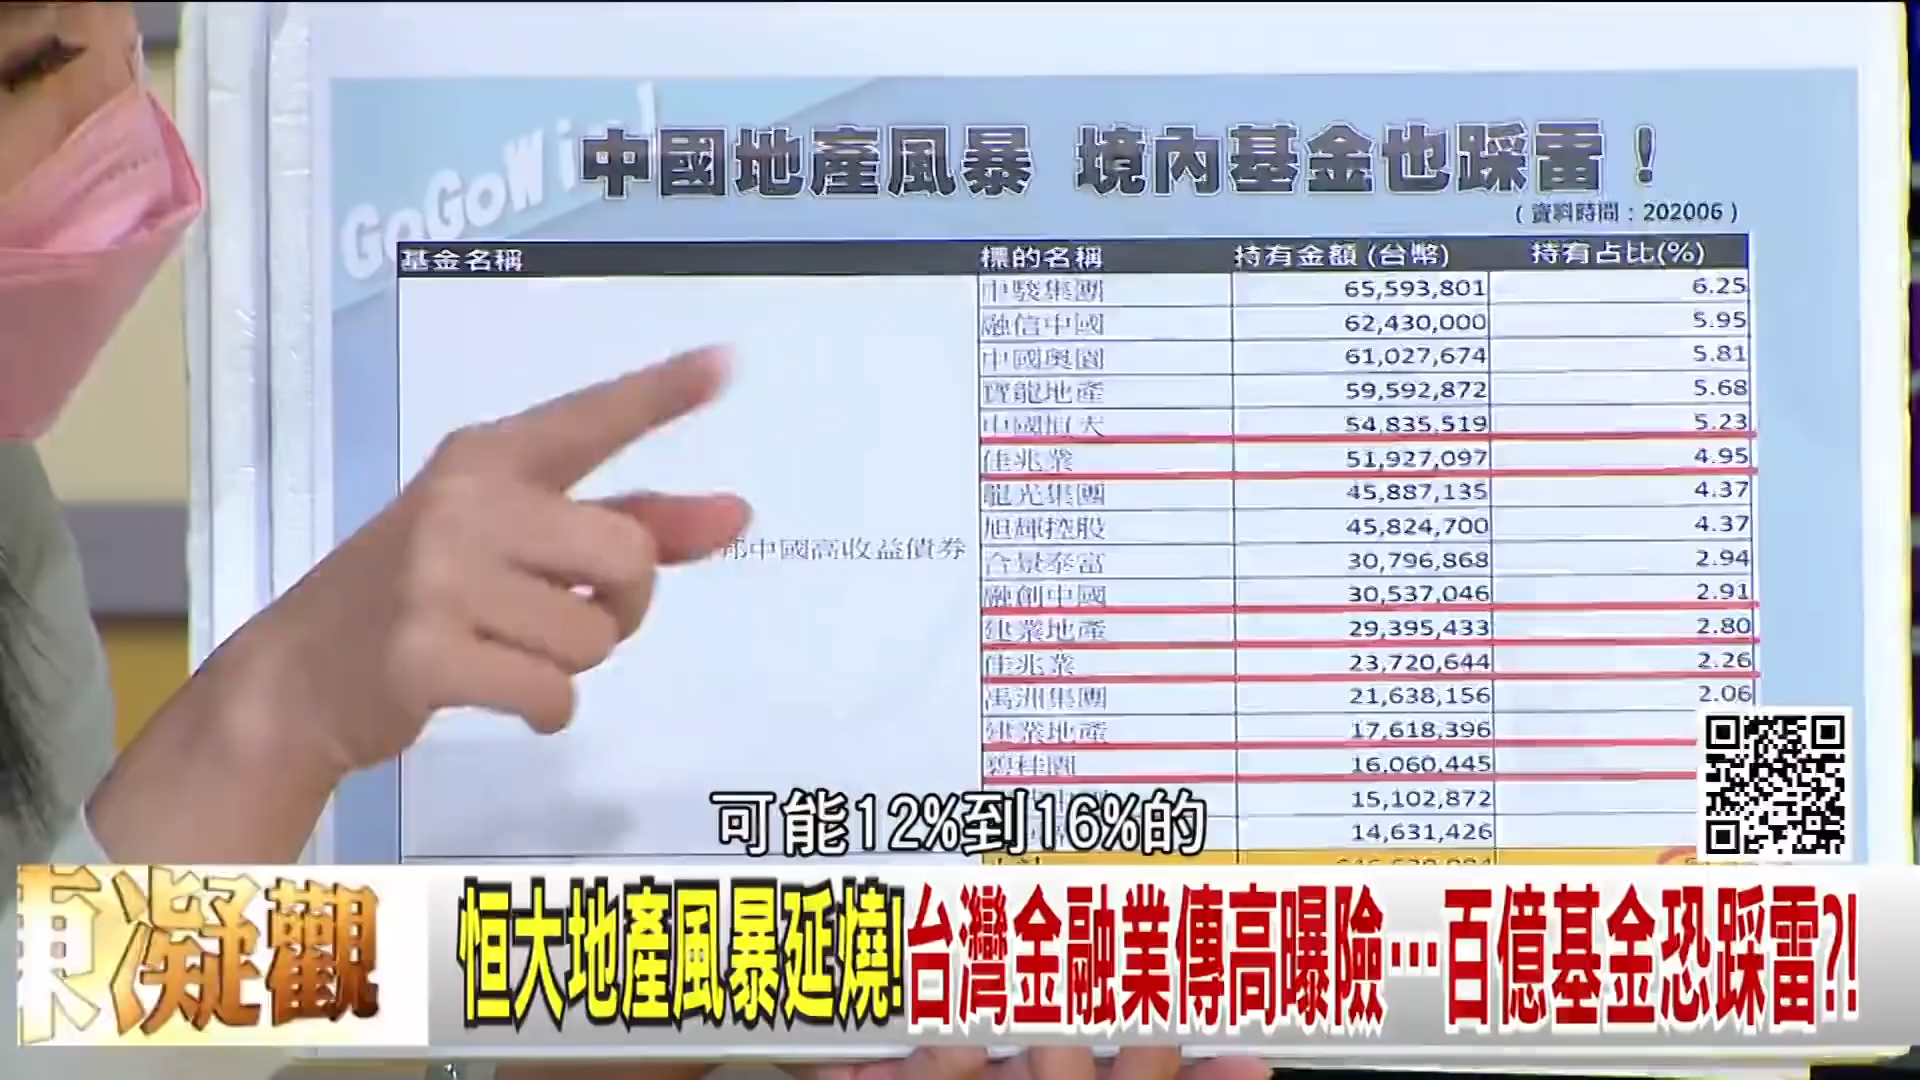 GoGoWin!
中國地產風暴 境內基金也踩雷！
(資料時間：202006)
基金名稱 標的名稱 持有金額 (台幣) 持有占比(%)
中駿集團 65,593,801 6.25
融信中國 62,430,000 5.95
中國奧園 61,027,674 5.81
寶龍地產 59,592,872 5.68
中國恒大 54,835,519 5.23
佳兆業 51,927,097 4.95
龍光集團 45,887,135 4.37
旭輝控股 45,824,700 4.37
邦中國高收益債券
合景泰富 30,796,868 2.94
融創中國 30,537,046 2.91
建業地產 29,395,433 2.80
佳兆業 23,720,644 2.26
禹洲集團 21,638,156 2.06
建業地產 17,618,396
碧桂園 16,060,445
15,102,872
14,631,426
可能12%到16%的
凝觀
恒大地產風暴延燒!台灣金融業傳高曝險…百億基金恐踩雷?!